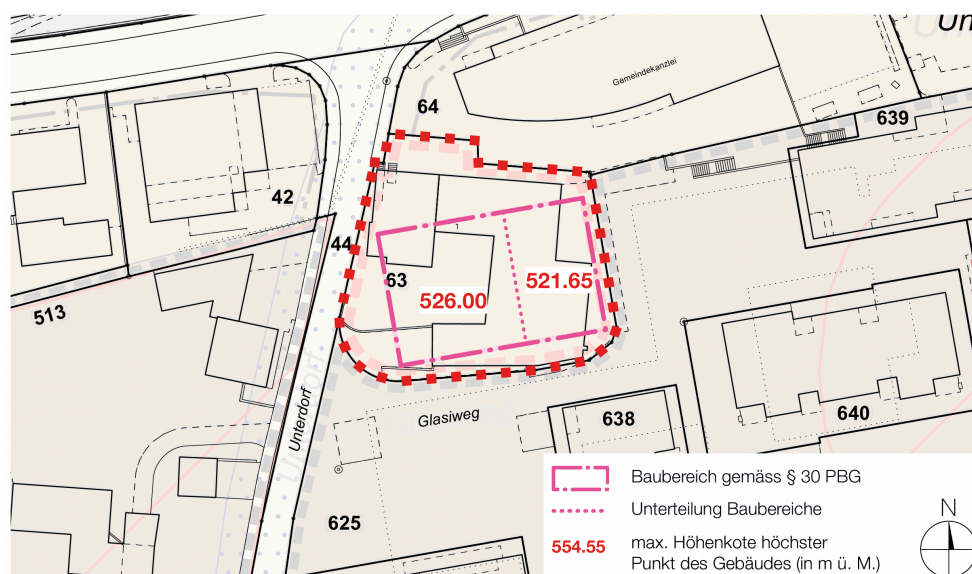 Un
Gemeindekanzlei
64
639
42
44
63
521.65
526.00
513
Glasiweg
Unterdorf
638
640
625
Baubereich gemäss § 30 PBG
Unterteilung Baubereiche
554.55 max. Höhenkote höchster
Punkt des Gebäudes (in m ü. M.)
N